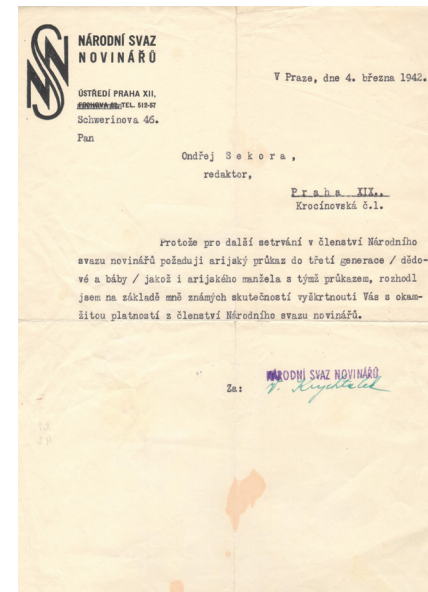 NÁRODNÍ SVAZ
NOVINÁŘŮ
V Praze, dne 4. března 1942.
ÚSTŘEDÍ PRAHA XII,
FOCHOVA 62, TEL. 512-57
Schwerinova 46.
Pan
Ondřej Sekora,
redaktor,
Praha XIX.,
Krocínovská č.1.
Protože pro další setrvání v členství Národního
svazu novinářů požaduji arijský průkaz do třetí generace / dědo-
vé a báby / jakož i arijského manžela s týmž průkazem, rozhodl
jsem na základě mně známých skutečností vyškrtnouti Vás s okam-
žitou platností z členství Národního svazu novinářů.
NÁRODNÍ SVAZ NOVINÁŘŮ
Za: V. Krychtálek